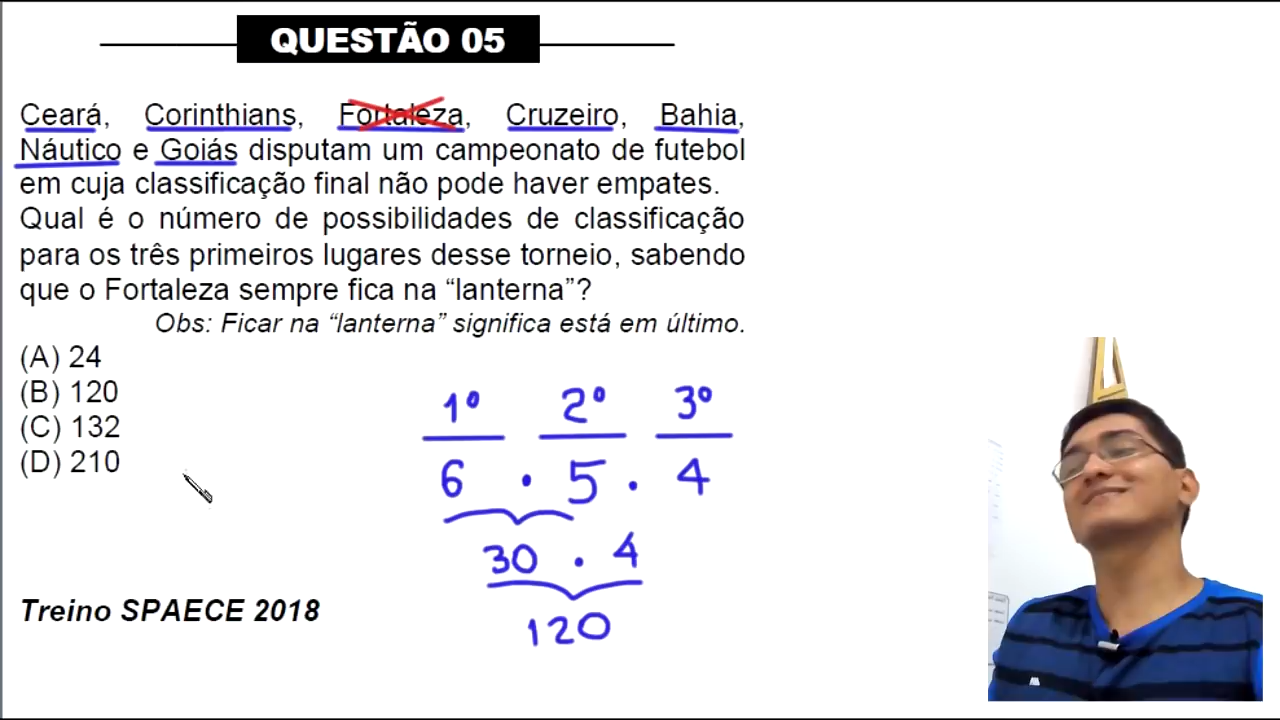 QUESTÃO 05
Ceará, Corinthians, Fortaleza, Cruzeiro, Bahia,
Náutico e Goiás disputam um campeonato de futebol
em cuja classificação final não pode haver empates.
Qual é o número de possibilidades de classificação
para os três primeiros lugares desse torneio, sabendo
que o Fortaleza sempre fica na “lanterna”?
Obs: Ficar na “lanterna” significa está em último.
(A) 24
(B) 120
(C) 132
(D) 210
1º 2º 3º
6 . 5 . 4
30 . 4
120
Treino SPAECE 2018